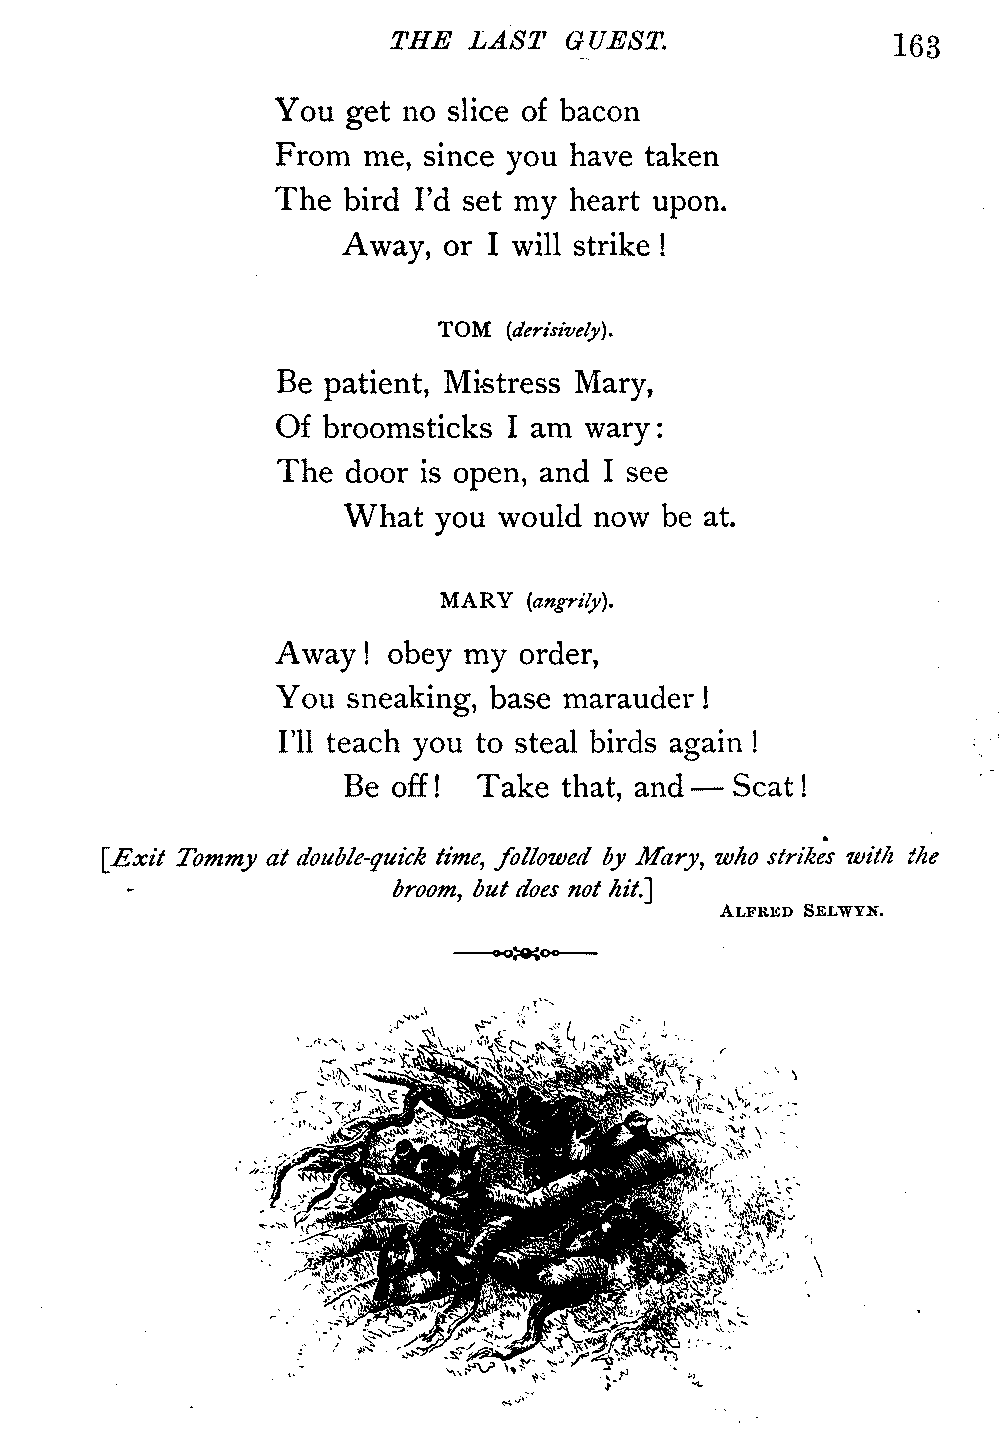 THE LAST GUEST.
163
You get no slice of bacon
From me, since you have taken
The bird I'd set my heart upon.
Away, or I will strike !
TOM (derisively).
Be patient, Mistress Mary,
Of broomsticks I am wary :
The door is open, and I see
What you would now be at.
MARY (angrily).
Away ! obey my order,
You sneaking, base marauder !
I'll teach you to steal birds again !
Be off ! Take that, and — Scat !
[Exit Tommy at double-quick time, followed by Mary, who strikes with the
broom, but does not hit.]
ALFRED SELWYN.